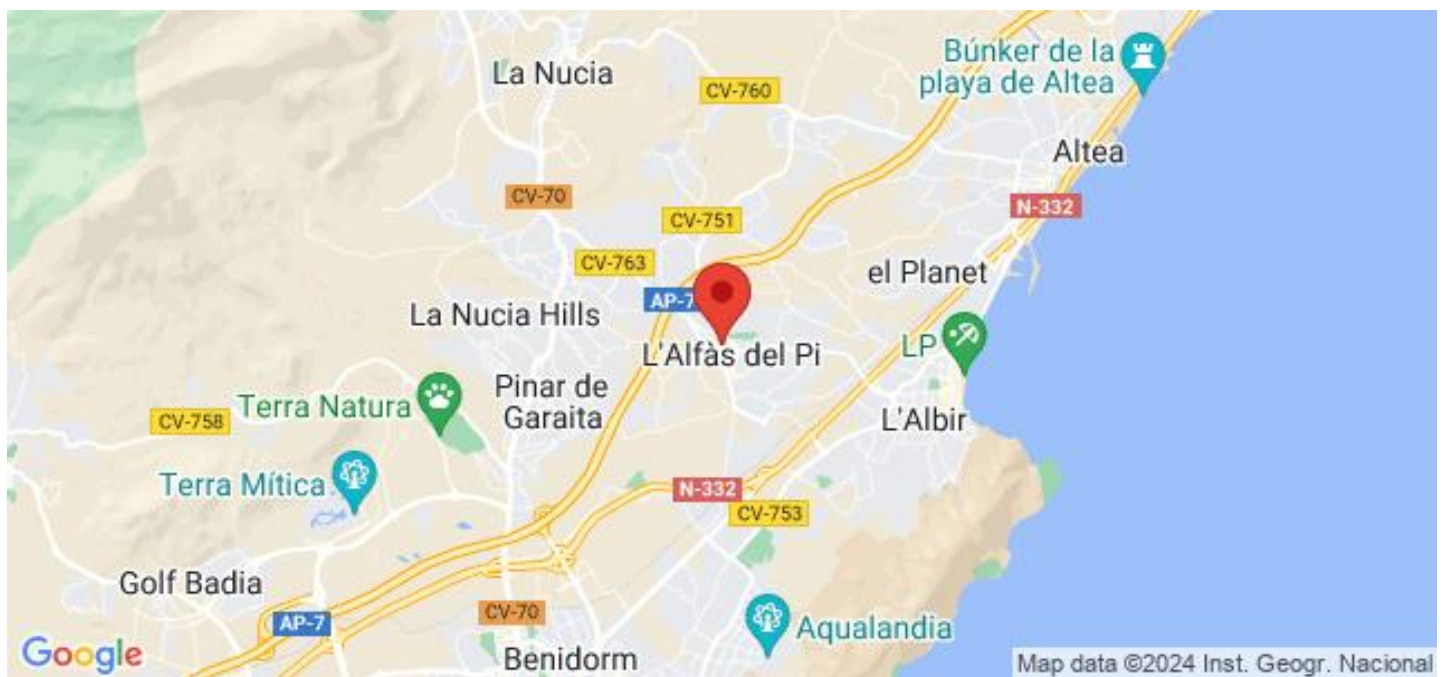 La Nucia
Búnker de la
playa de Altea
CV-760
Altea
CV-70
N-332
CV-751
CV-763
el Planet
AP-7
La Nucia Hills
LP
L'Alfàs del Pi
Pinar de
Garaita
Terra Natura
CV-758
L'Albir
Terra Mítica
N-332
CV-753
Golf Badia
CV-70
AP-7
Aqualandia
Google
Benidorm
Map data ©2024 Inst. Geogr. Nacional